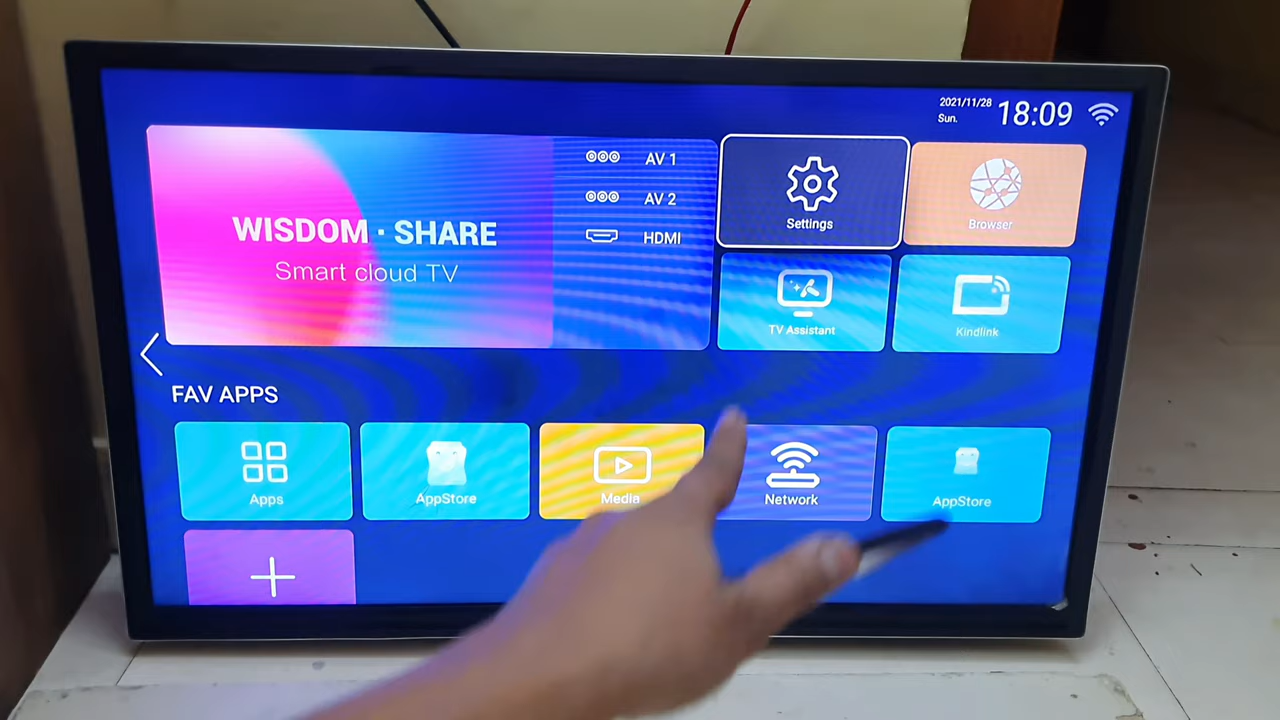 2021/11/28
Sun.
18:09
WISDOM · SHARE
Smart cloud TV
AV 1
AV 2
HDMI
Settings
Browser
TV Assistant
Kindlink
FAV APPS
Apps
AppStore
Media
Network
AppStore